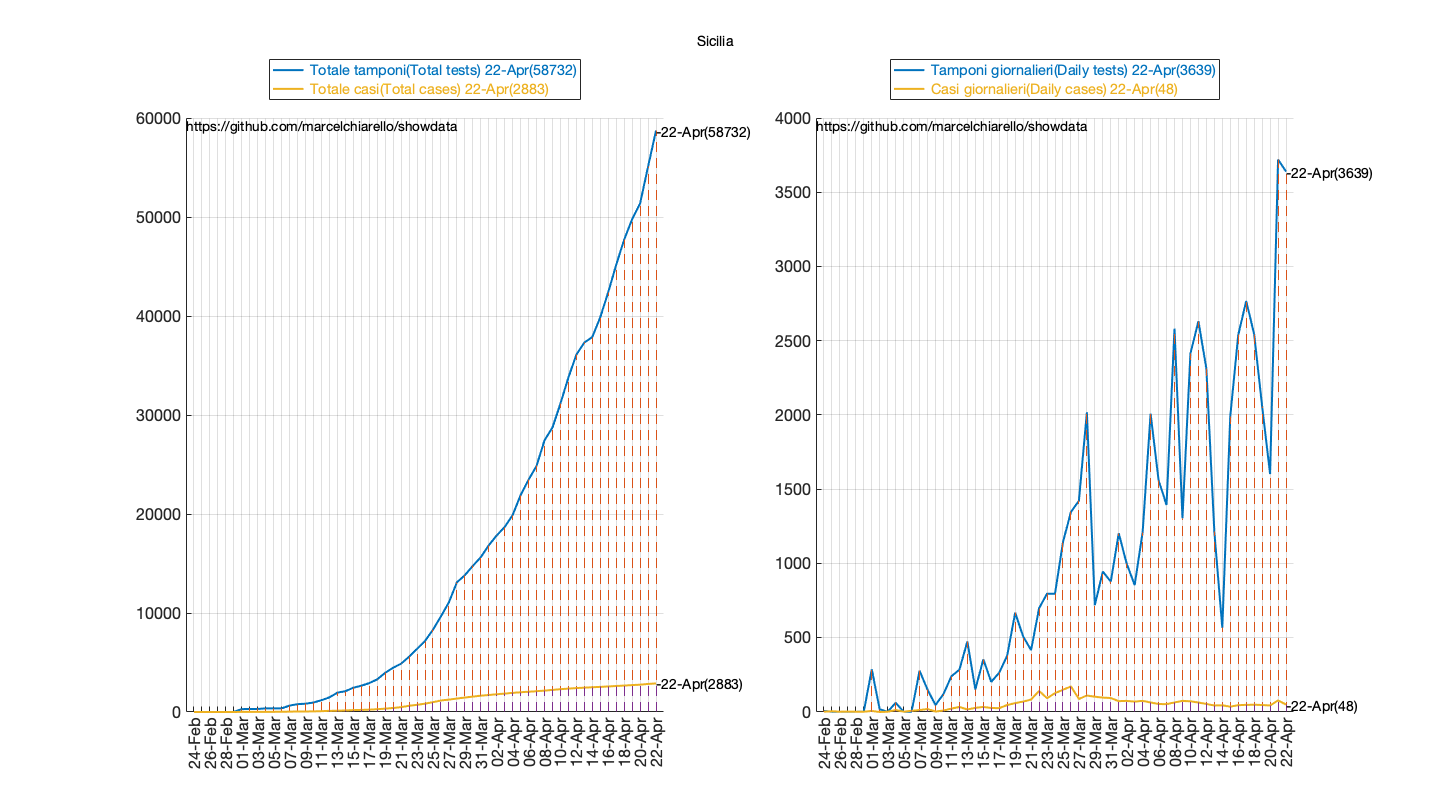 Sicilia
Totale tamponi(Total tests) 22-Apr(58732)
Totale casi(Total cases) 22-Apr(2883)
https://github.com/marcelchiarello/showdata
60000
50000
40000
30000
20000
10000
0
-22-Apr(58732)
-22-Apr(2883)
24-Feb
26-Feb
28-Feb
01-Mar
03-Mar
05-Mar
07-Mar
09-Mar
11-Mar
13-Mar
15-Mar
17-Mar
19-Mar
21-Mar
23-Mar
25-Mar
27-Mar
29-Mar
31-Mar
02-Apr
04-Apr
06-Apr
08-Apr
10-Apr
12-Apr
14-Apr
16-Apr
18-Apr
20-Apr
22-Apr
Tamponi giornalieri(Daily tests) 22-Apr(3639)
Casi giornalieri(Daily cases) 22-Apr(48)
https://github.com/marcelchiarello/showdata
4000
3500
3000
2500
2000
1500
1000
500
0
-22-Apr(3639)
-22-Apr(48)
24-Feb
26-Feb
28-Feb
01-Mar
03-Mar
05-Mar
07-Mar
09-Mar
11-Mar
13-Mar
15-Mar
17-Mar
19-Mar
21-Mar
23-Mar
25-Mar
27-Mar
29-Mar
31-Mar
02-Apr
04-Apr
06-Apr
08-Apr
10-Apr
12-Apr
14-Apr
16-Apr
18-Apr
20-Apr
22-Apr